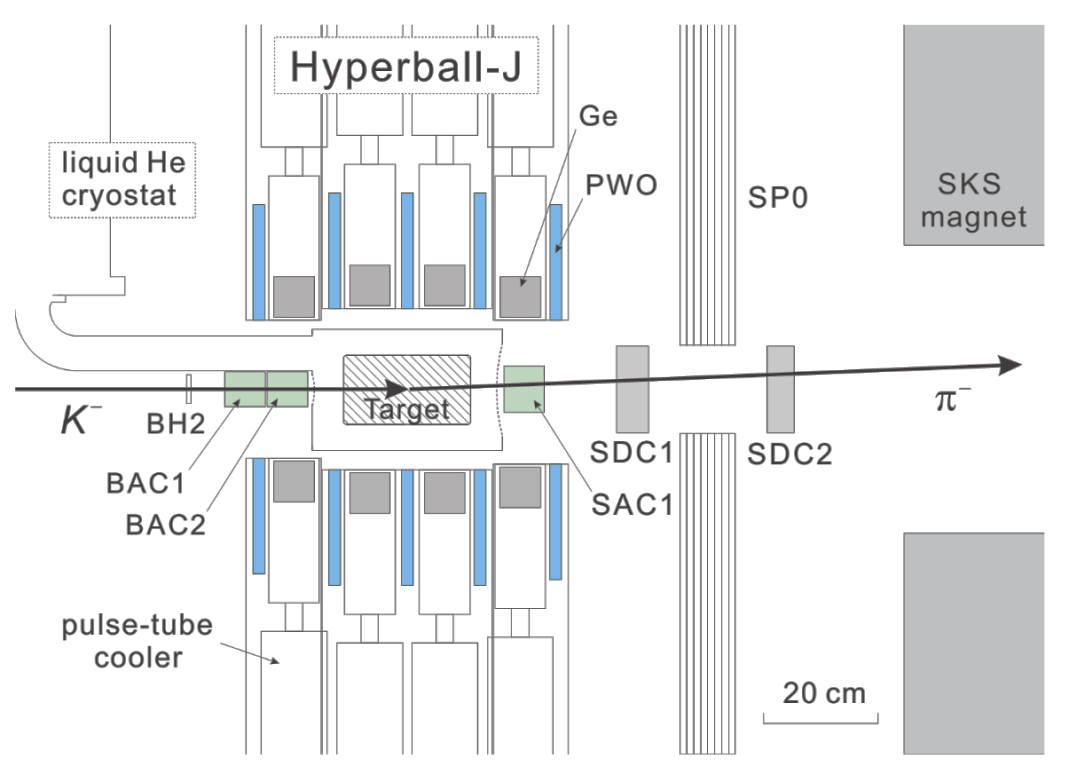 Hyperball-J
Ge
liquid He
cryostat
PWO
SP0
SKS
magnet
Target
K⁻
BH2
π⁻
SDC1
SDC2
BAC1
SAC1
BAC2
pulse-tube
cooler
20 cm